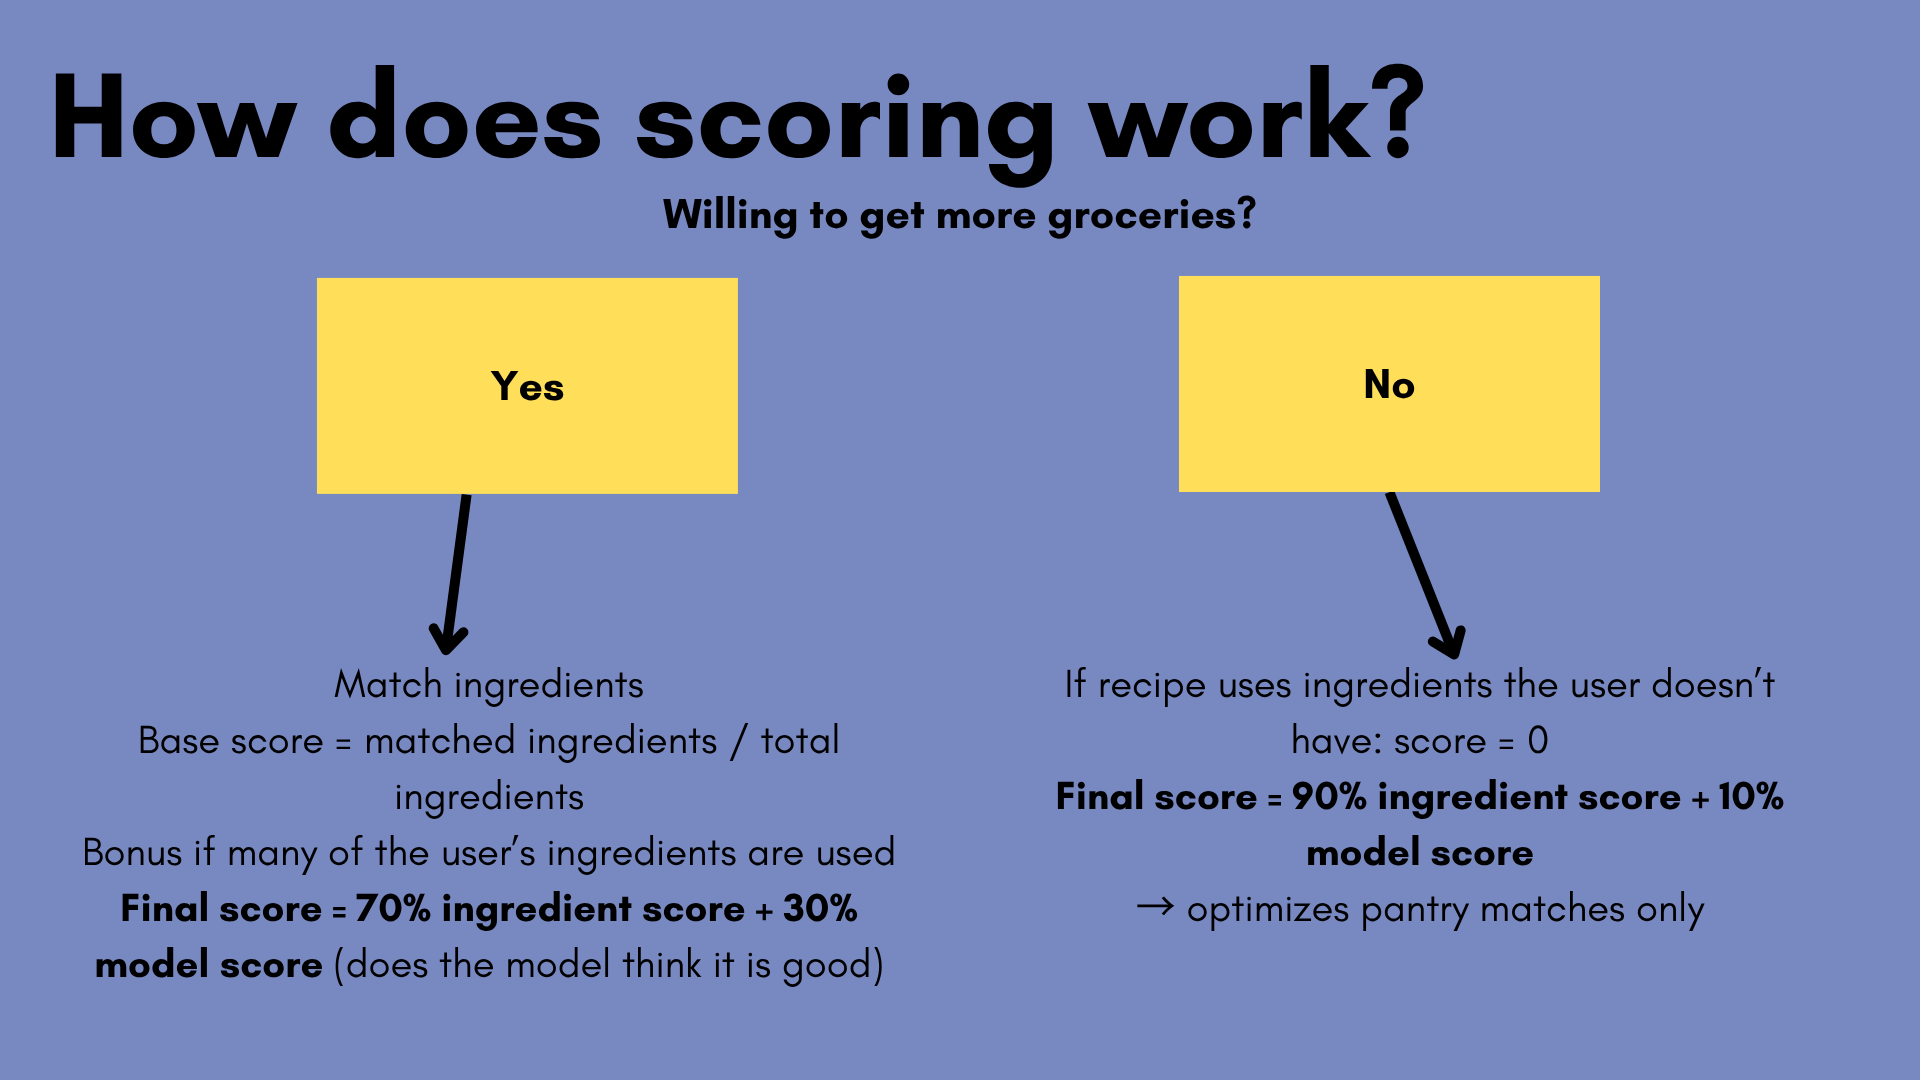 How does scoring work?
Willing to get more groceries?
Yes
No
Match ingredients
Base score = matched ingredients / total
ingredients
Bonus if many of the user’s ingredients are used
Final score = 70% ingredient score + 30%
model score (does the model think it is good)
If recipe uses ingredients the user doesn’t
have: score = 0
Final score = 90% ingredient score + 10%
model score
→ optimizes pantry matches only